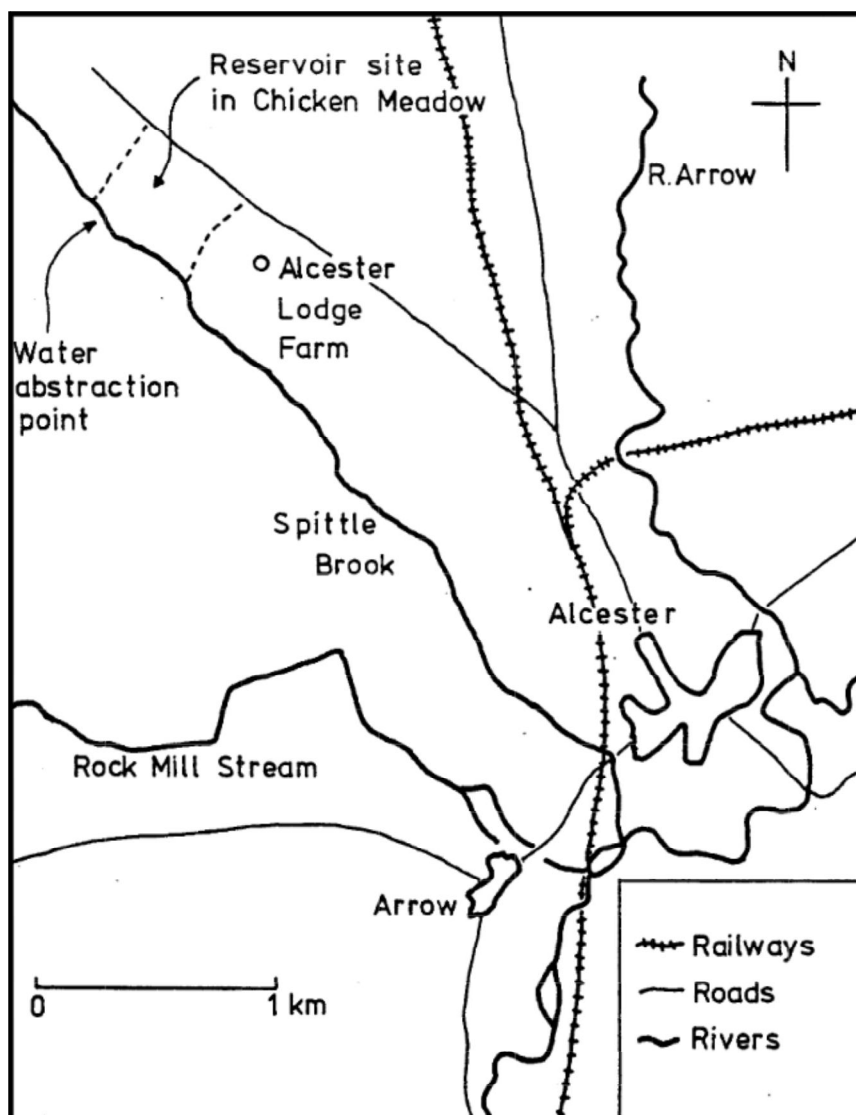 Reservoir site
in Chicken Meadow
N
R.Arrow
Alcester
Lodge
Farm
Water
abstraction
point
Spittle
Brook
Alcester
Rock Mill Stream
Arrow
Railways
Roads
Rivers
0 1 km